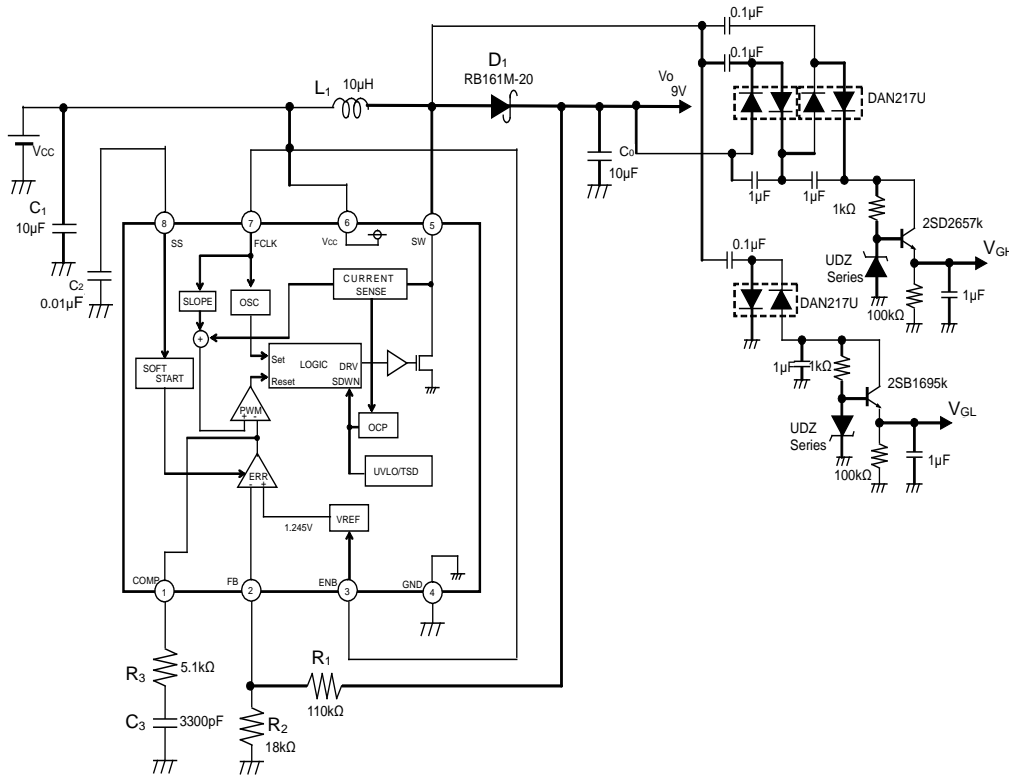 0.1µF
0.1µF
D1
RB161M-20
L1
10µH
Vo
9V
DAN217U
Vcc
C1
10µF
C2
0.01µF
Co
10µF
1µF
1µF
1kΩ
2SD2657k
UDZ
Series
100kΩ
1µF
0.1µF
DAN217U
1µF
1kΩ
2SB1695k
VGL
UDZ
Series
100kΩ
1µF
8
7
6
5
SS
FCLK
Vcc
SW
CURRENT
SENSE
SLOPE
OSC
+
Set
LOGIC
DRV
Reset
SDWN
SOFT
START
PWM
+ -
OCP
ERR
- +
UVLO/TSD
1.245V
VREF
COMP
FB
ENB
GND
1
2
3
4
R3
5.1kΩ
C3
3300pF
R1
110kΩ
R2
18kΩ